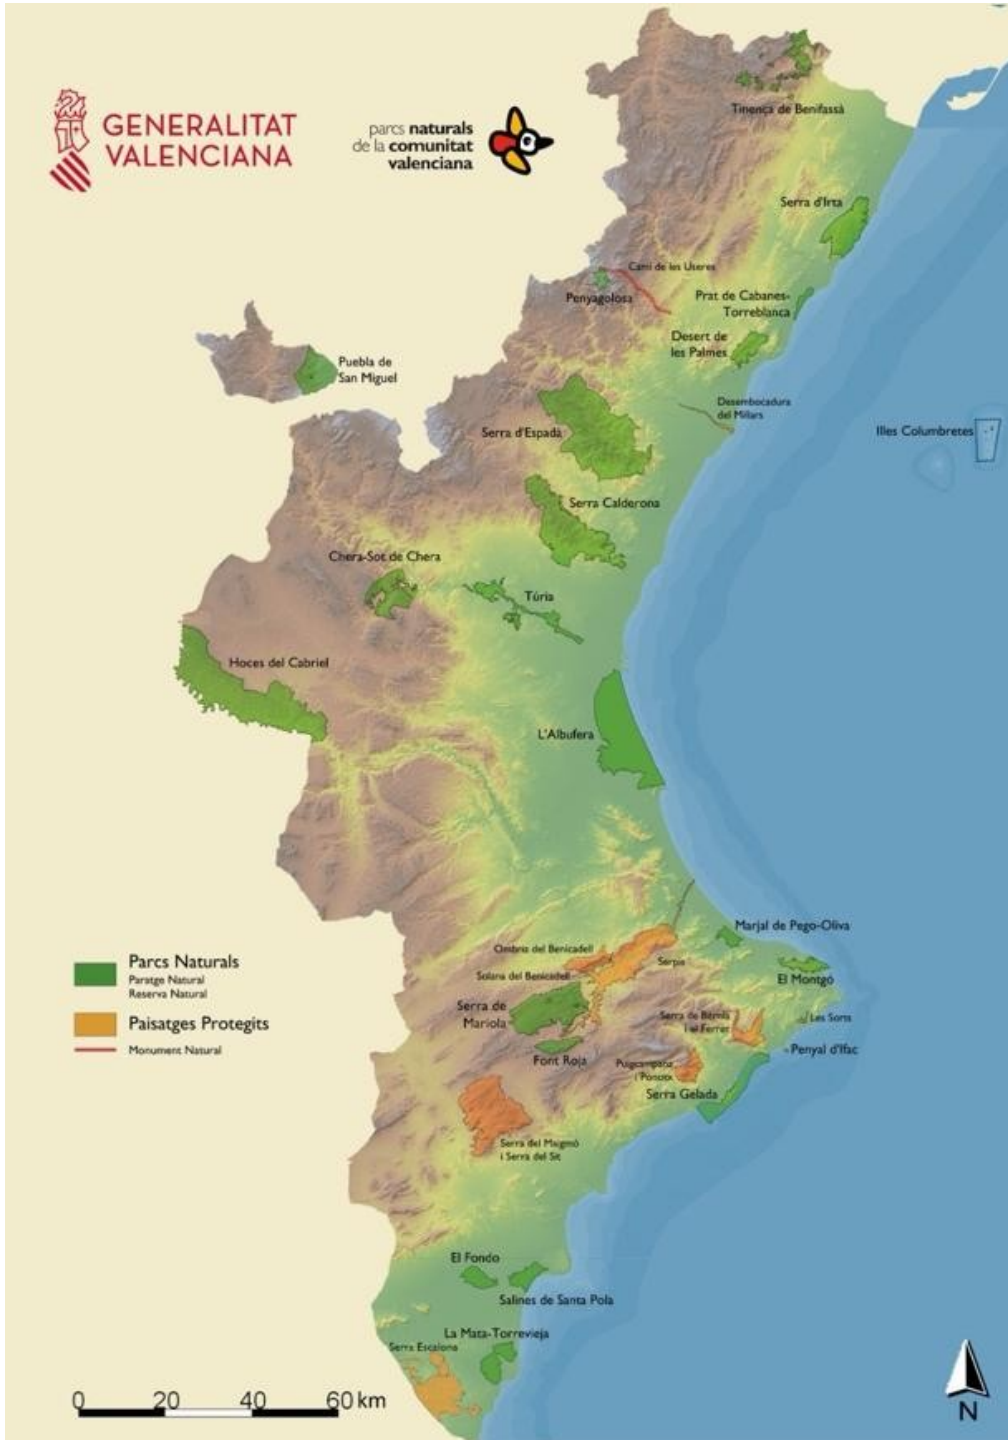 GENERALITAT
VALENCIANA
parcs naturals
de la comunitat
valenciana
Tinença de Benifassà
Serra d'Irta
Camí de les Useres
Penyagolosa
Prat de Cabanes-
Torreblanca
Desert de
les Palmes
Puebla de
San Miguel
Desembocadura
del Millars
Illes Columbretes
Serra d'Espadà
Serra Calderona
Chera-Sot de Chera
Túria
Hoces del Cabriel
L'Albufera
Marjal de Pego-Oliva
Ombria del Benicadell
Serpis
Solana del Benicadell
El Montgó
Serra de
Mariola
Serra de Bernia
i el Ferrer
Les Sorts
Font Roja
Penyal d'Ifac
Puigcampana
i Ponotx
Serra Gelada
Serra del Maigmó
i Serra del Sit
El Fondo
Salines de Santa Pola
La Mata-Torrevieja
Serra Escalona
Parcs Naturals
Paratge Natural
Reserva Natural
Paisatges Protegits
Monument Natural
0 20 40 60 km
N